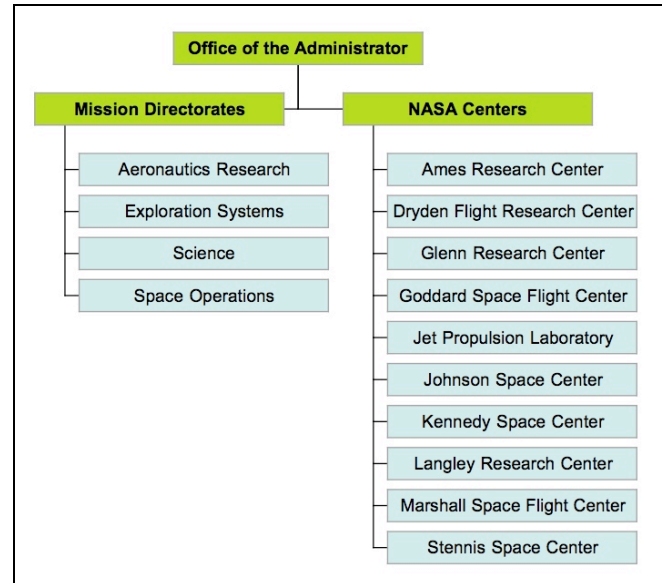 Office of the Administrator
Mission Directorates
Aeronautics Research
Exploration Systems
Science
Space Operations
NASA Centers
Ames Research Center
Dryden Flight Research Center
Glenn Research Center
Goddard Space Flight Center
Jet Propulsion Laboratory
Johnson Space Center
Kennedy Space Center
Langley Research Center
Marshall Space Flight Center
Stennis Space Center